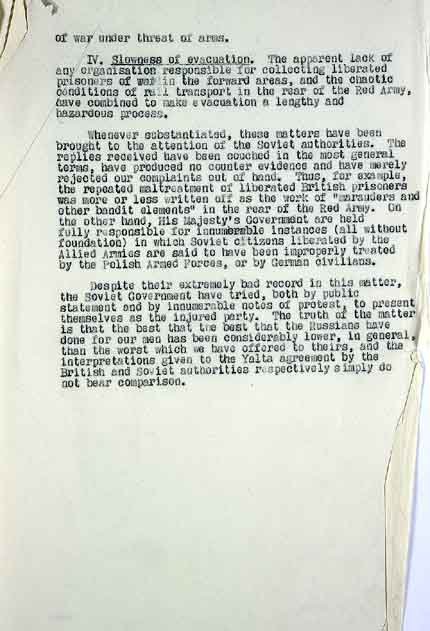 of war under threat of arms.
IV. Slowness of evacuation. The apparent lack of
any organisation responsible for collecting liberated
prisoners of war in the forward areas, and the chaotic
conditions of rail transport in the rear of the Red Army,
have combined to make evacuation a lengthy and
hazardous process.
Whenever substantiated, these matters have been
brought to the attention of the Soviet authorities. The
replies received have been couched in the most general
terms, have produced no counter evidence and have merely
rejected our complaints out of hand. Thus, for example,
the repeated maltreatment of liberated British prisoners
was more or less written off as the work of "marauders and
other bandit elements" in the rear of the Red Army. On
the other hand, His Majesty's Government are held
fully responsible for innumerable instances (all without
foundation) in which Soviet citizens liberated by the
Allied Armies are said to have been improperly treated
by the Polish Armed Forces, or by German civilians.
Despite their extremely bad record in this matter,
the Soviet Government have tried, both by public
statement and by innumerable notes of protest, to present
themselves as the injured party. The truth of the matter
is that the best that the best that the Russians have
done for our men has been considerably lower, in general,
than the worst which we have offered to theirs, and the
interpretations given to the Yalta agreement by the
British and Soviet authorities respectively simply do
not bear comparison.